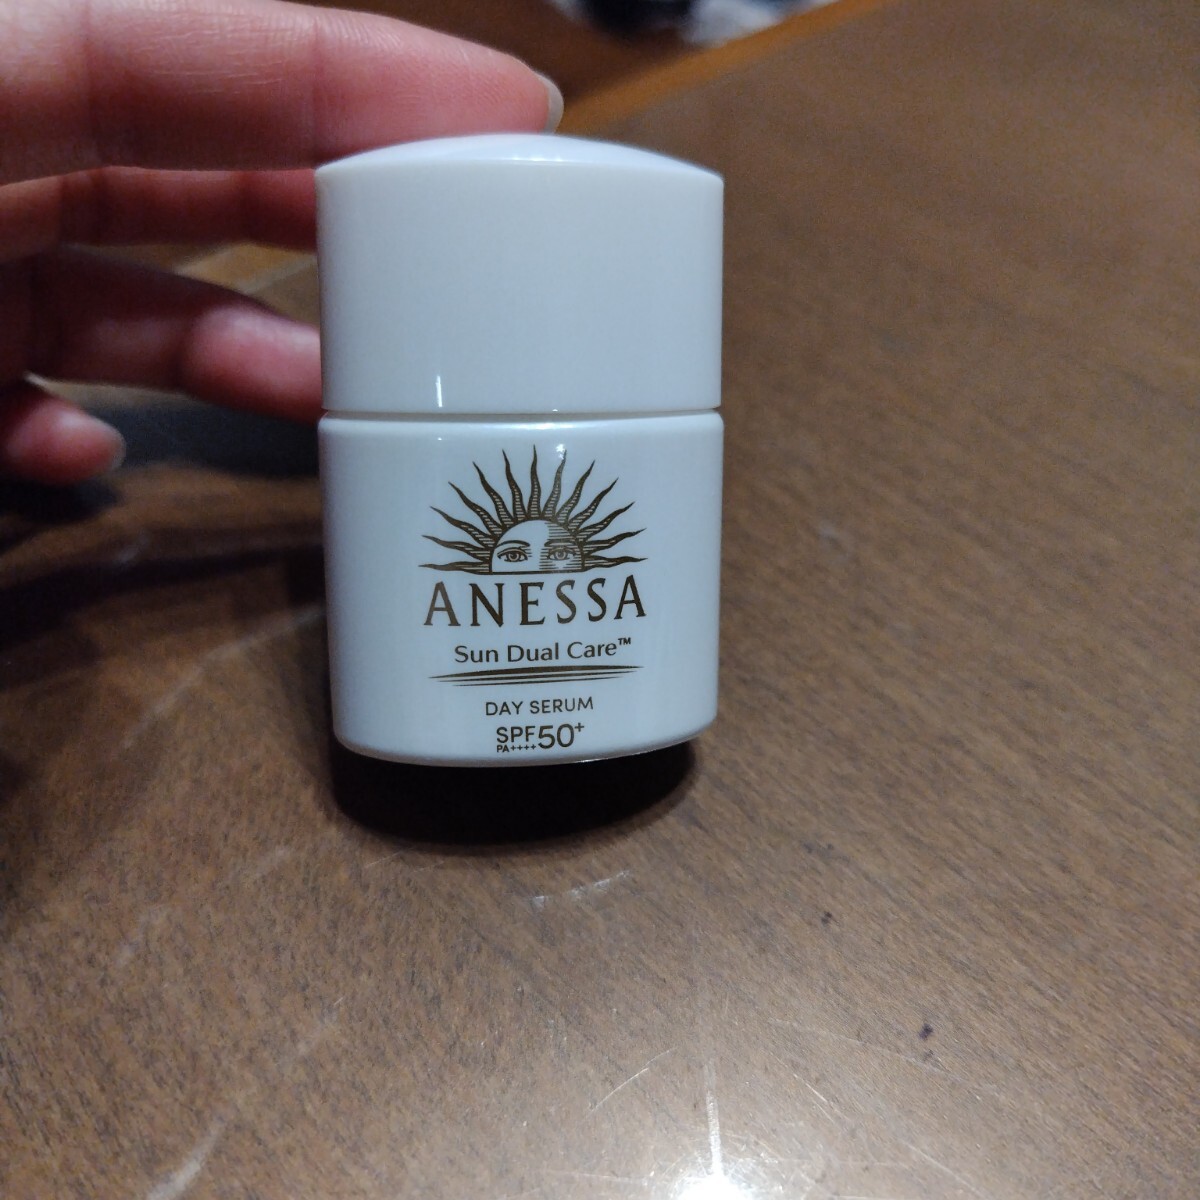 ANESSA
Sun Dual Care™
DAY SERUM
SPF50+
PA++++